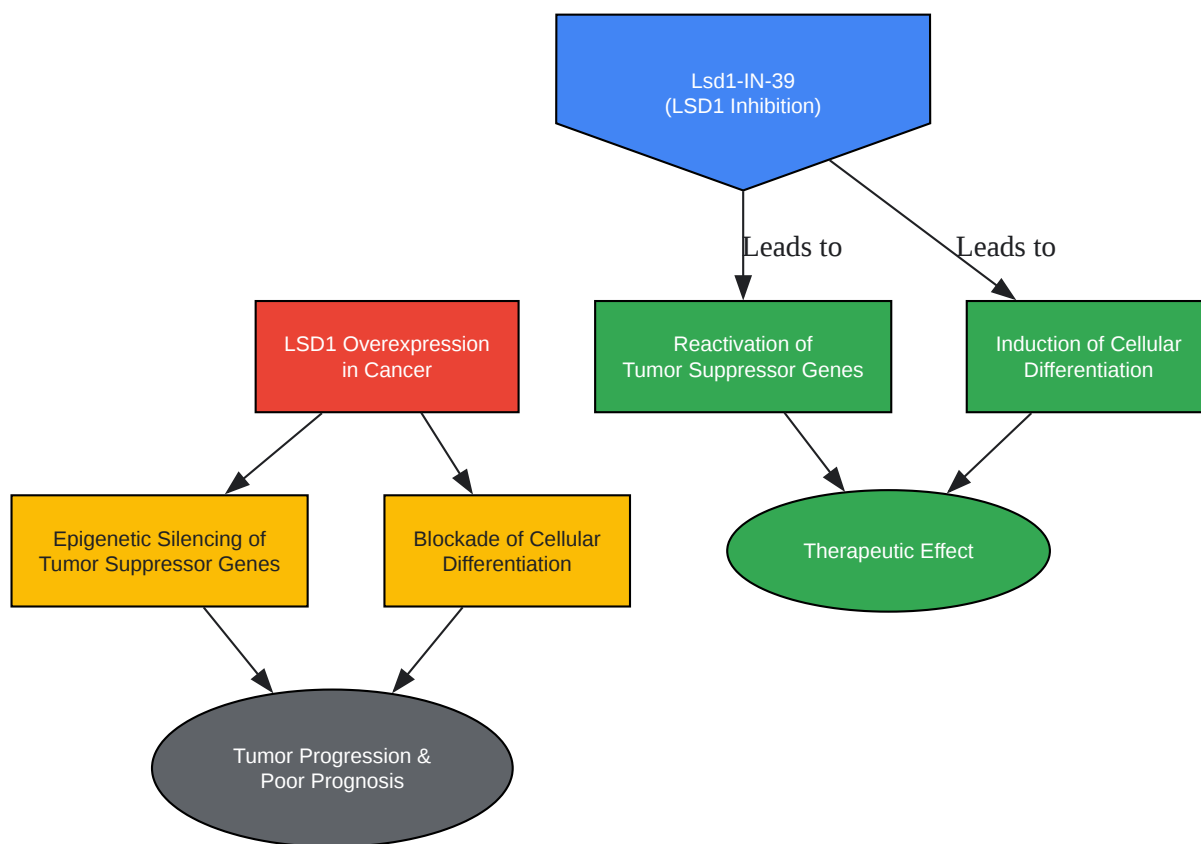 Lsd1-IN-39
(LSD1 Inhibition)
Leads to
Leads to
LSD1 Overexpression
in Cancer
Reactivation of
Tumor Suppressor Genes
Induction of Cellular
Differentiation
Epigenetic Silencing of
Tumor Suppressor Genes
Blockade of Cellular
Differentiation
Therapeutic Effect
Tumor Progression &
Poor Prognosis